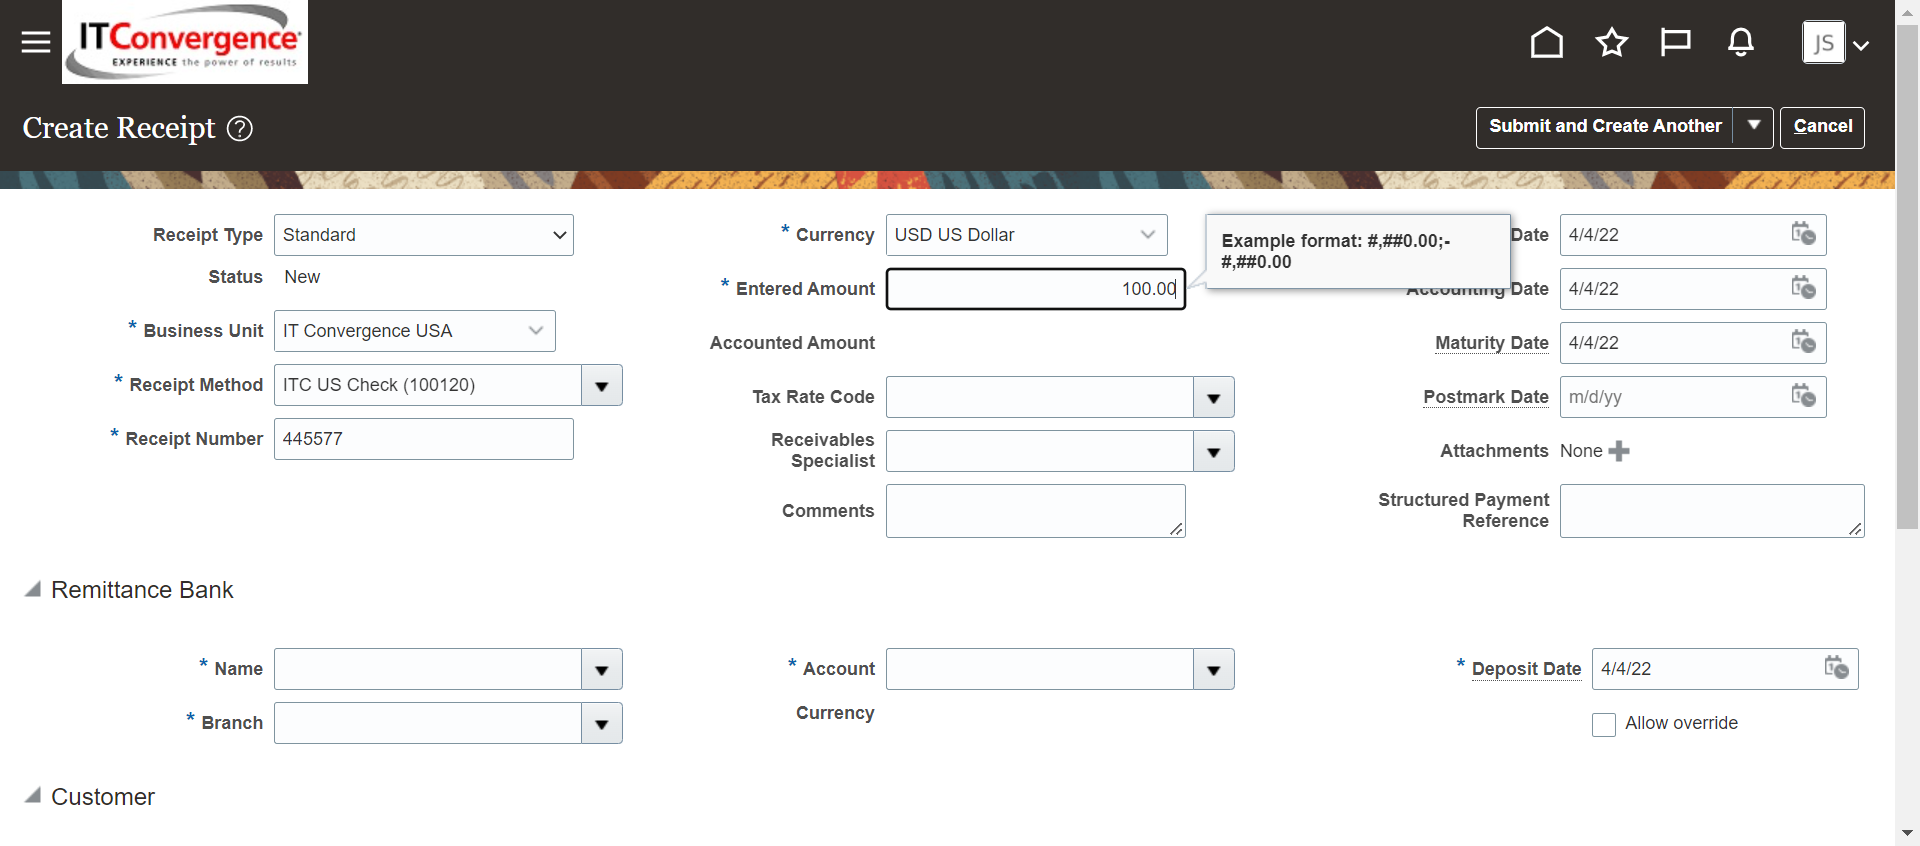 ITConvergence
EXPERIENCE the power of results
JS
Create Receipt ?
Submit and Create Another
Cancel
Receipt Type Standard
Status New
* Business Unit IT Convergence USA
* Receipt Method ITC US Check (100120)
* Receipt Number 445577
* Currency USD US Dollar
* Entered Amount 100.00
Example format: #,##0.00;-
#,##0.00
Accounted Amount
Tax Rate Code
Receivables
Specialist
Comments
Date 4/4/22
Accounting Date 4/4/22
Maturity Date 4/4/22
Postmark Date m/d/yy
Attachments None
Structured Payment
Reference
Remittance Bank
* Name
* Branch
* Account
Currency
* Deposit Date 4/4/22
Allow override
Customer